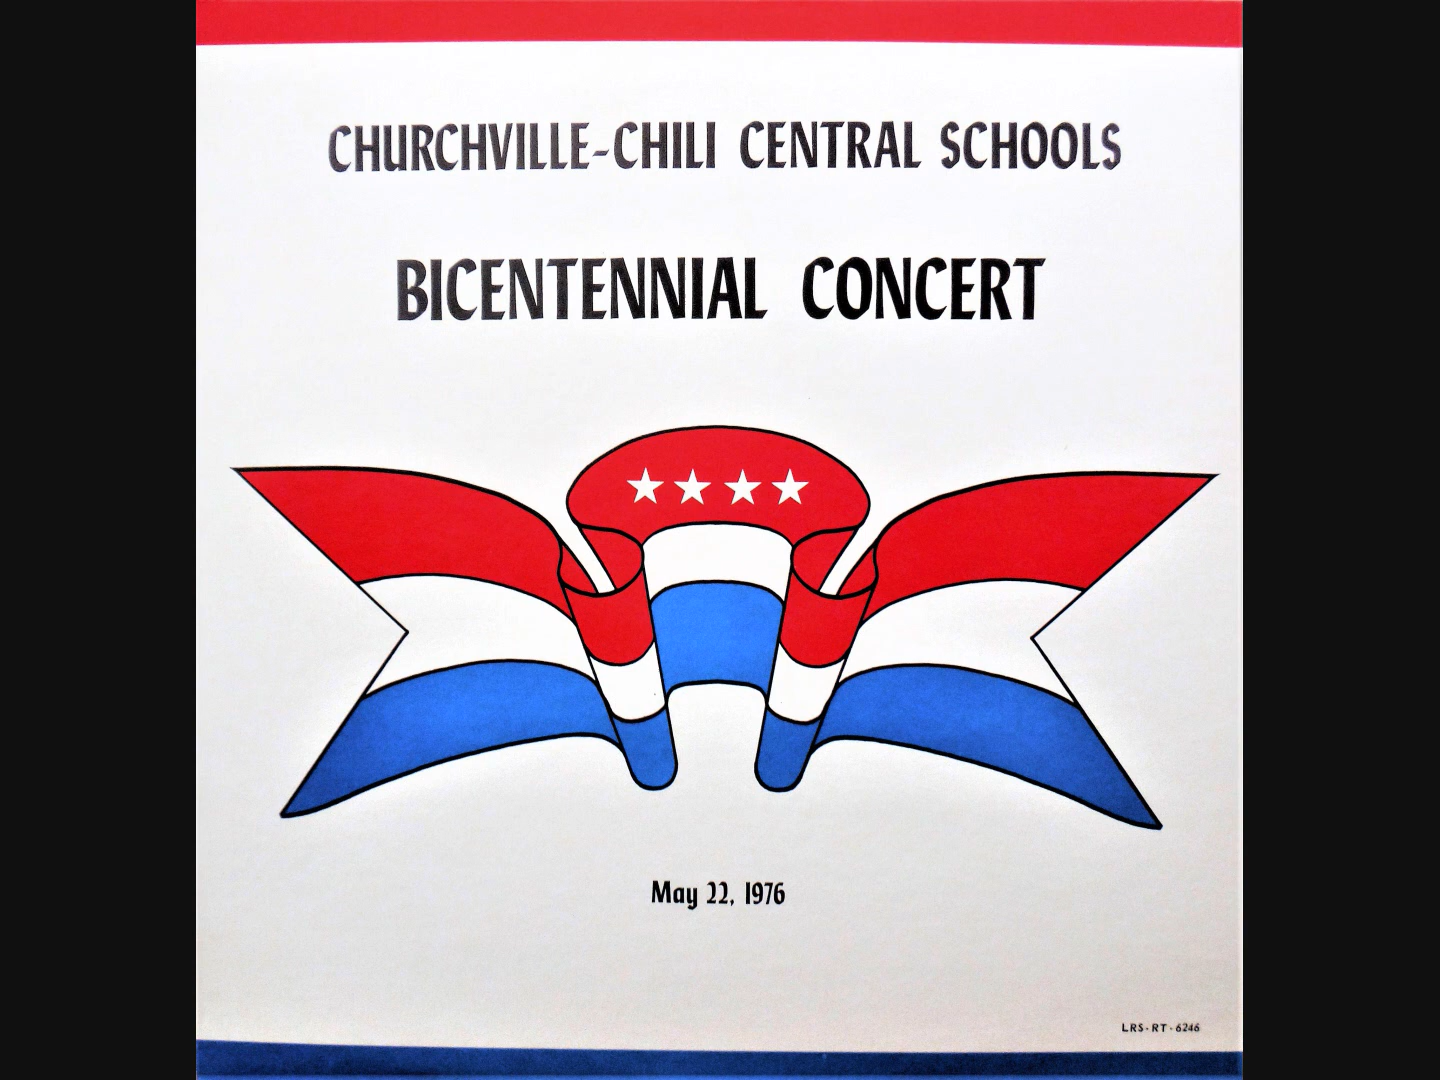 CHURCHVILLE-CHILI CENTRAL SCHOOLS
BICENTENNIAL CONCERT
May 22, 1976
LRS-RT-6246